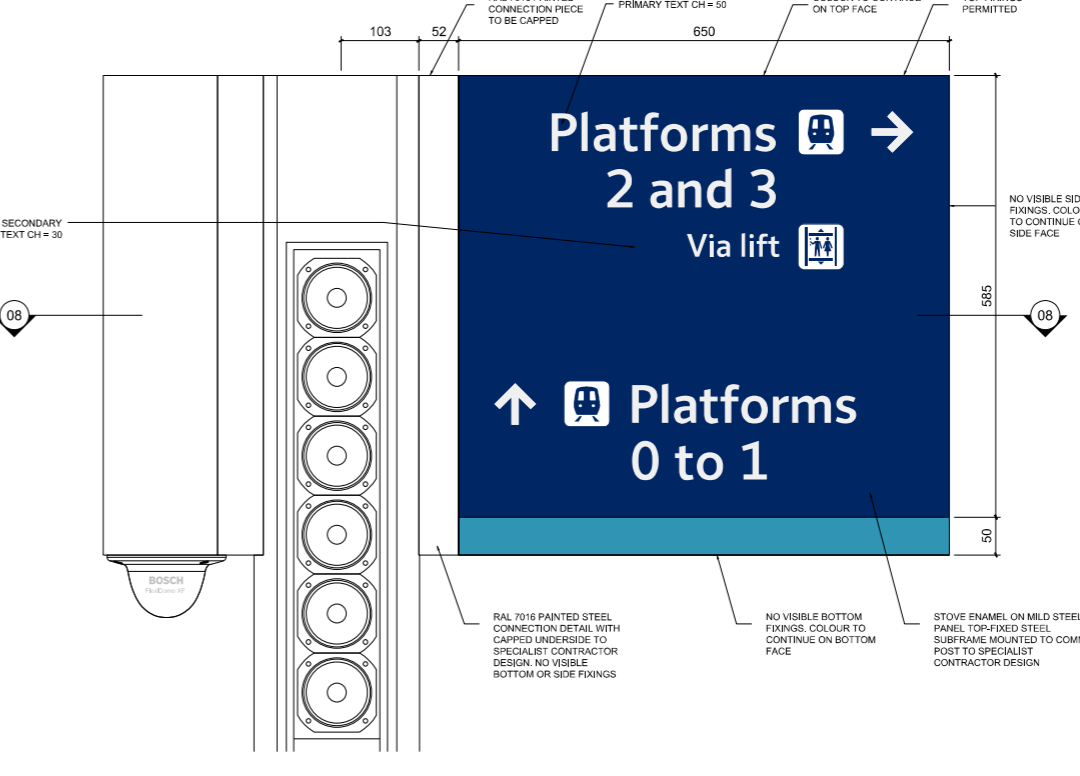 CONNECTION PIECE
TO BE CAPPED
PRIMARY TEXT CH = 50
ON TOP FACE
PERMITTED
103
52
650
Platforms
2 and 3
Via lift
SECONDARY
TEXT CH = 30
NO VISIBLE
FIXINGS.
TO CONTINUE
SIDE FACE
585
08
08
Platforms
0 to 1
50
BOSCH
FlexiDome XF
RAL 7016 PAINTED STEEL
CONNECTION DETAIL WITH
CAPPED UNDERSIDE TO
SPECIALIST CONTRACTOR
DESIGN. NO VISIBLE
BOTTOM OR SIDE FIXINGS
NO VISIBLE BOTTOM
FIXINGS. COLOUR TO
CONTINUE ON BOTTOM
FACE
STOVE ENAMEL ON MILD STEEL
PANEL TOP-FIXED STEEL
SUBFRAME MOUNTED TO
POST TO SPECIALIST
CONTRACTOR DESIGN